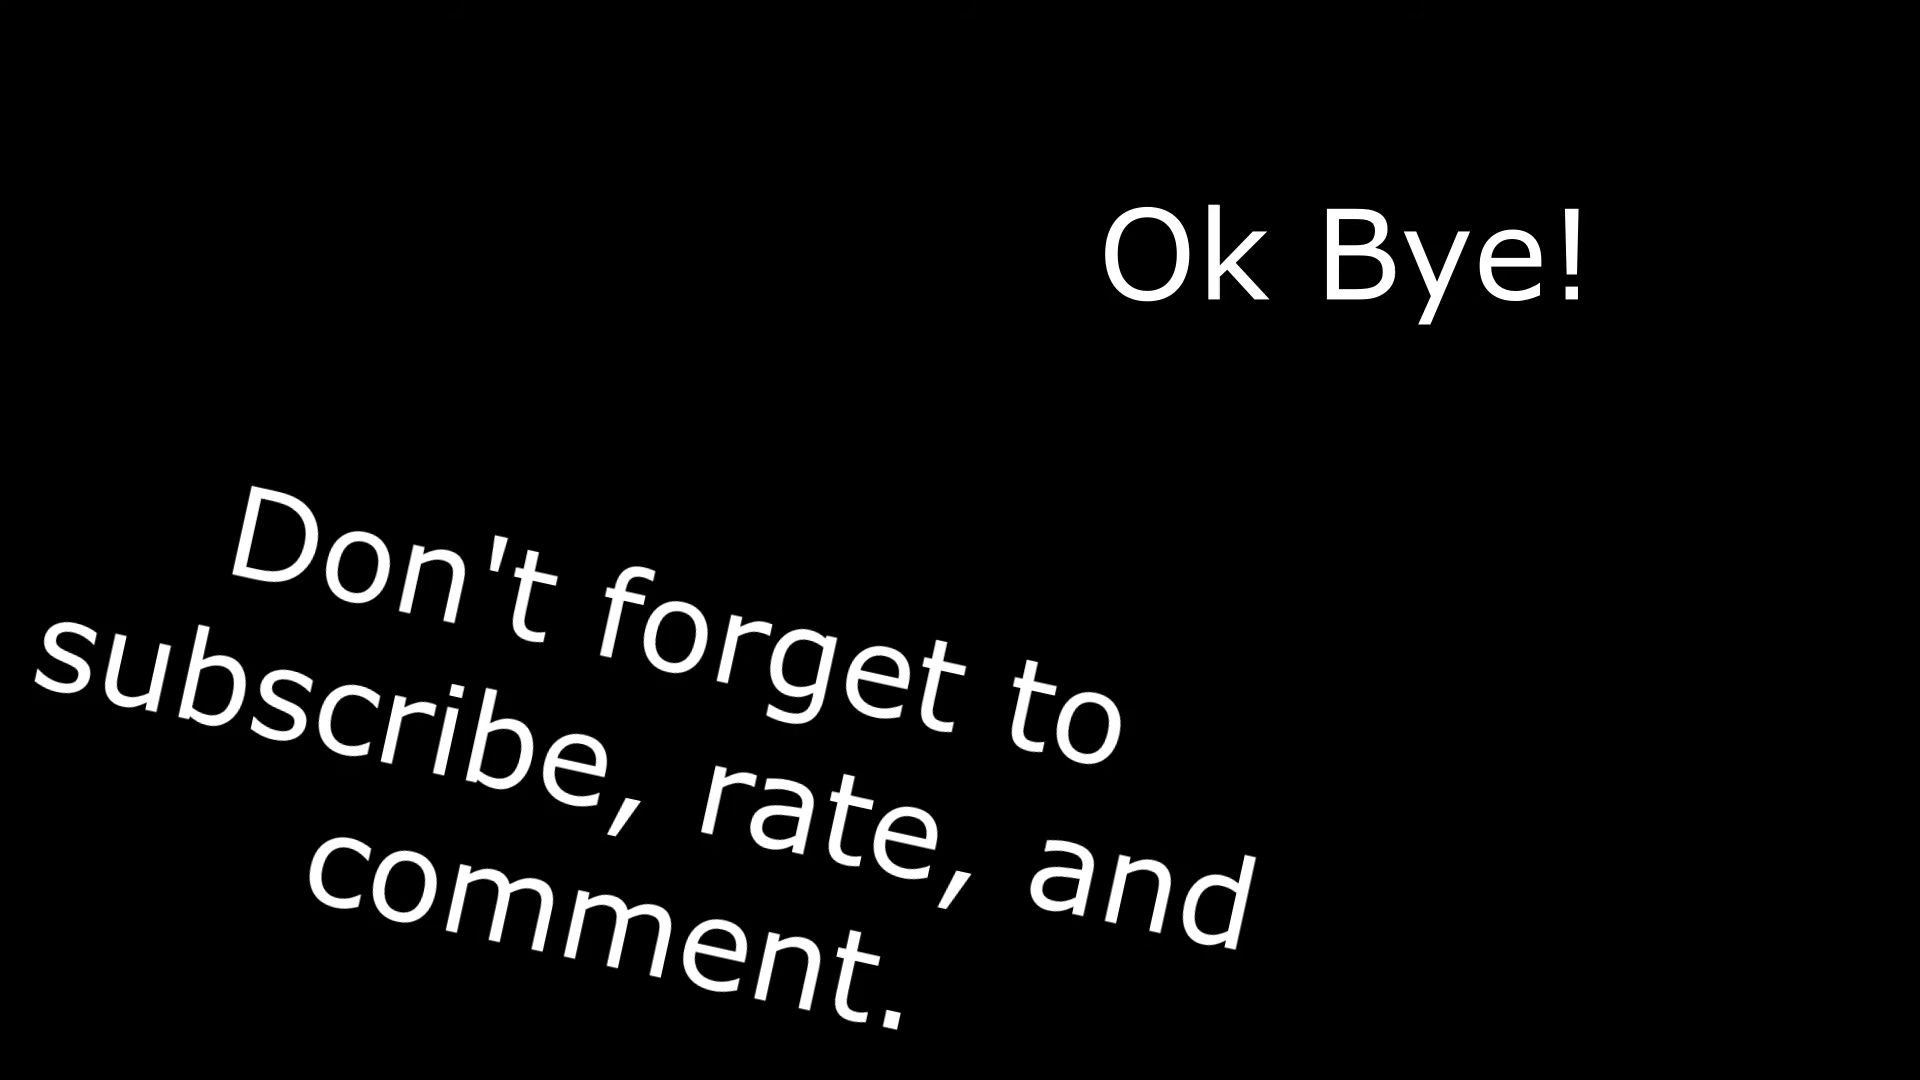 Ok Bye!
Don't forget to
subscribe, rate, and
comment.